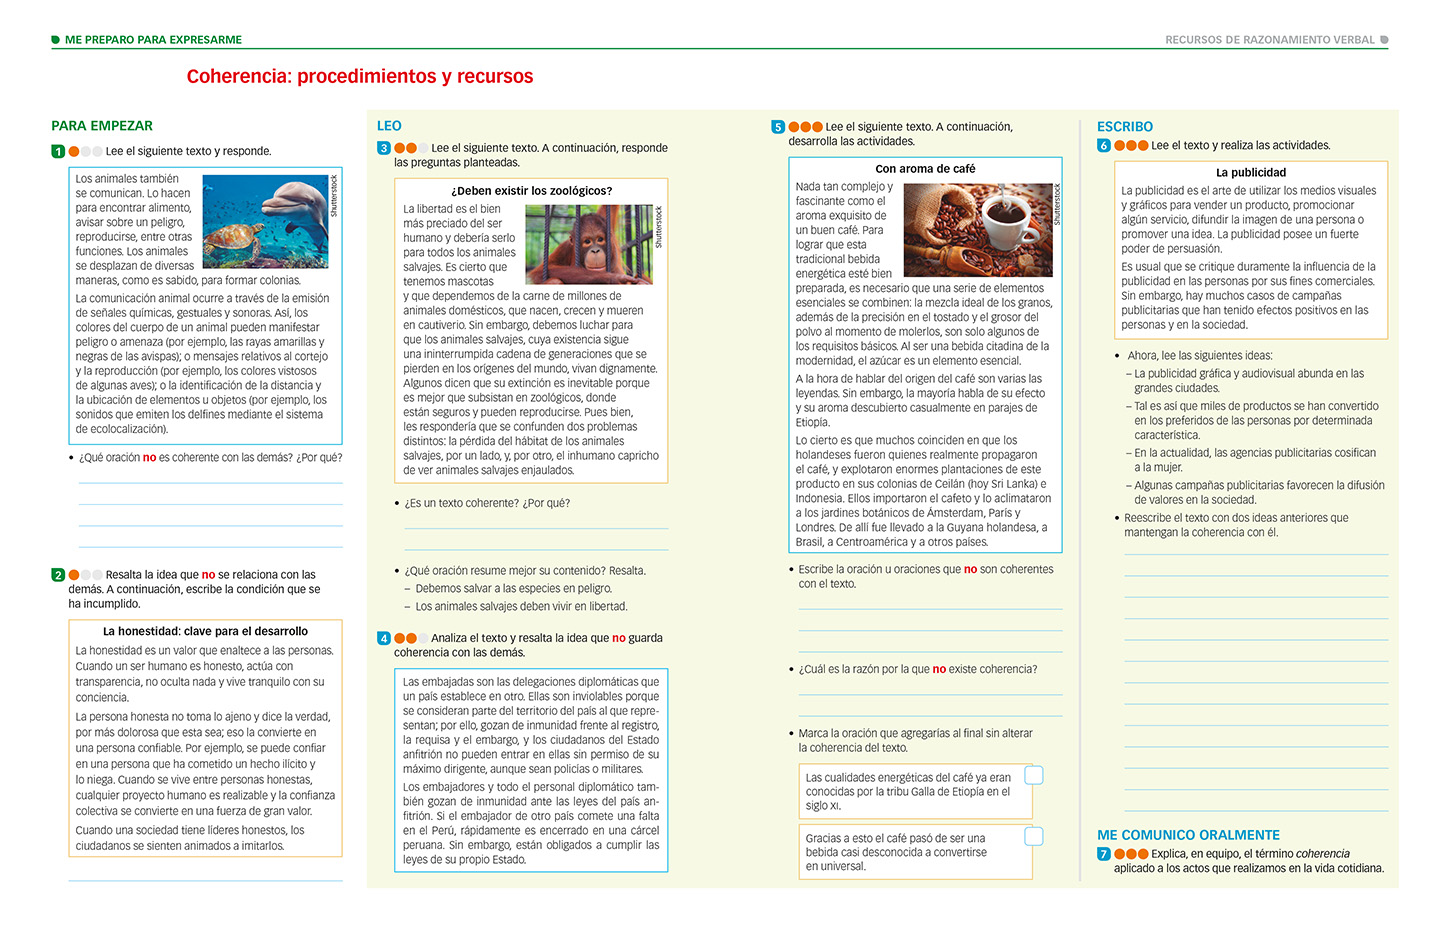 ME PREPARO PARA EXPRESARME
RECURSOS DE RAZONAMIENTO VERBAL
Coherencia: procedimientos y recursos
PARA EMPEZAR
1 Lee el siguiente texto y responde.
Los animales también
se comunican. Lo hacen
para encontrar alimento,
avisar sobre un peligro,
reproducirse, entre otras
funciones. Los animales
se desplazan de diversas
maneras, como es sabido, para formar colonias.
Shutterstock
La comunicación animal ocurre a través de la emisión
de señales químicas, gestuales y sonoras. Así, los
colores del cuerpo de un animal pueden manifestar
peligro o amenaza (por ejemplo, las rayas amarillas y
negras de las avispas); o mensajes relativos al cortejo
y la reproducción (por ejemplo, los colores vistosos
de algunas aves); o la identificación de la distancia y
la ubicación de elementos u objetos (por ejemplo, los
sonidos que emiten los delfines mediante el sistema
de ecolocalización).
• ¿Qué oración no es coherente con las demás? ¿Por qué?
2 Resalta la idea que no se relaciona con las
demás. A continuación, escribe la condición que se
ha incumplido.
La honestidad: clave para el desarrollo
La honestidad es un valor que enaltece a las personas.
Cuando un ser humano es honesto, actúa con
transparencia, no oculta nada y vive tranquilo con su
conciencia.
La persona honesta no toma lo ajeno y dice la verdad,
por más dolorosa que esta sea; eso la convierte en
una persona confiable. Por ejemplo, se puede confiar
en una persona que ha cometido un hecho ilícito y
lo niega. Cuando se vive entre personas honestas,
cualquier proyecto humano es realizable y la confianza
colectiva se convierte en una fuerza de gran valor.
Cuando una sociedad tiene líderes honestos, los
ciudadanos se sienten animados a imitarlos.
LEO
3 Lee el siguiente texto. A continuación, responde
las preguntas planteadas.
¿Deben existir los zoológicos?
La libertad es el bien
más preciado del ser
humano y debería serlo
para todos los animales
salvajes. Es cierto que
tenemos mascotas
Shutterstock
y que dependemos de la carne de millones de
animales domésticos, que nacen, crecen y mueren
en cautiverio. Sin embargo, debemos luchar para
que los animales salvajes, cuya existencia sigue
una ininterrumpida cadena de generaciones que se
pierden en los orígenes del mundo, vivan dignamente.
Algunos dicen que su extinción es inevitable porque
es mejor que subsistan en zoológicos, donde
están seguros y pueden reproducirse. Pues bien,
les respondería que se confunden dos problemas
distintos: la pérdida del hábitat de los animales
salvajes, por un lado, y, por otro, el inhumano capricho
de ver animales salvajes enjaulados.
• ¿Es un texto coherente? ¿Por qué?
• ¿Qué oración resume mejor su contenido? Resalta.
– Debemos salvar a las especies en peligro.
– Los animales salvajes deben vivir en libertad.
4 Analiza el texto y resalta la idea que no guarda
coherencia con las demás.
Las embajadas son las delegaciones diplomáticas que
un país establece en otro. Ellas son inviolables porque
se consideran parte del territorio del país al que repre-
sentan; por ello, gozan de inmunidad frente al registro,
la requisa y el embargo, y los ciudadanos del Estado
anfitrión no pueden entrar en ellas sin permiso de su
máximo dirigente, aunque sean policías o militares.
Los embajadores y todo el personal diplomático tam-
bién gozan de inmunidad ante las leyes del país an-
fitrión. Si el embajador de otro país comete una falta
en el Perú, rápidamente es encerrado en una cárcel
peruana. Sin embargo, están obligados a cumplir las
leyes de su propio Estado.
5 Lee el siguiente texto. A continuación,
desarrolla las actividades.
Con aroma de café
Nada tan complejo y
fascinante como el
aroma exquisito de
un buen café. Para
lograr que esta
tradicional bebida
energética esté bien
Shutterstock
preparada, es necesario que una serie de elementos
esenciales se combinen: la mezcla ideal de los granos,
además de la precisión en el tostado y el grosor del
polvo al momento de molerlos, son solo algunos de
los requisitos básicos. Al ser una bebida citadina de la
modernidad, el azúcar es un elemento esencial.
A la hora de hablar del origen del café son varias las
leyendas. Sin embargo, la mayoría habla de su efecto
y su aroma descubierto casualmente en parajes de
Etiopía.
Lo cierto es que muchos coinciden en que los
holandeses fueron quienes realmente propagaron
el café, y explotaron enormes plantaciones de este
producto en sus colonias de Ceilán (hoy Sri Lanka) e
Indonesia. Ellos importaron el cafeto y lo aclimataron
a los jardines botánicos de Ámsterdam, París y
Londres. De allí fue llevado a la Guyana holandesa, a
Brasil, a Centroamérica y a otros países.
• Escribe la oración u oraciones que no son coherentes
con el texto.
• ¿Cuál es la razón por la que no existe coherencia?
• Marca la oración que agregarías al final sin alterar
la coherencia del texto.
Las cualidades energéticas del café ya eran
conocidas por la tribu Galla de Etiopía en el
siglo XI.
Gracias a esto el café pasó de ser una
bebida casi desconocida a convertirse
en universal.
ESCRIBO
6 Lee el texto y realiza las actividades.
La publicidad
La publicidad es el arte de utilizar los medios visuales
y gráficos para vender un producto, promocionar
algún servicio, difundir la imagen de una persona o
promover una idea. La publicidad posee un fuerte
poder de persuasión.
Es usual que se critique duramente la influencia de la
publicidad en las personas por sus fines comerciales.
Sin embargo, hay muchos casos de campañas
publicitarias que han tenido efectos positivos en las
personas y en la sociedad.
• Ahora, lee las siguientes ideas:
– La publicidad gráfica y audiovisual abunda en las
grandes ciudades.
– Tal es así que miles de productos se han convertido
en los preferidos de las personas por determinada
característica.
– En la actualidad, las agencias publicitarias cosifican
a la mujer.
– Algunas campañas publicitarias favorecen la difusión
de valores en la sociedad.
• Reescribe el texto con dos ideas anteriores que
mantengan la coherencia con él.
ME COMUNICO ORALMENTE
7 Explica, en equipo, el término coherencia
aplicado a los actos que realizamos en la vida cotidiana.